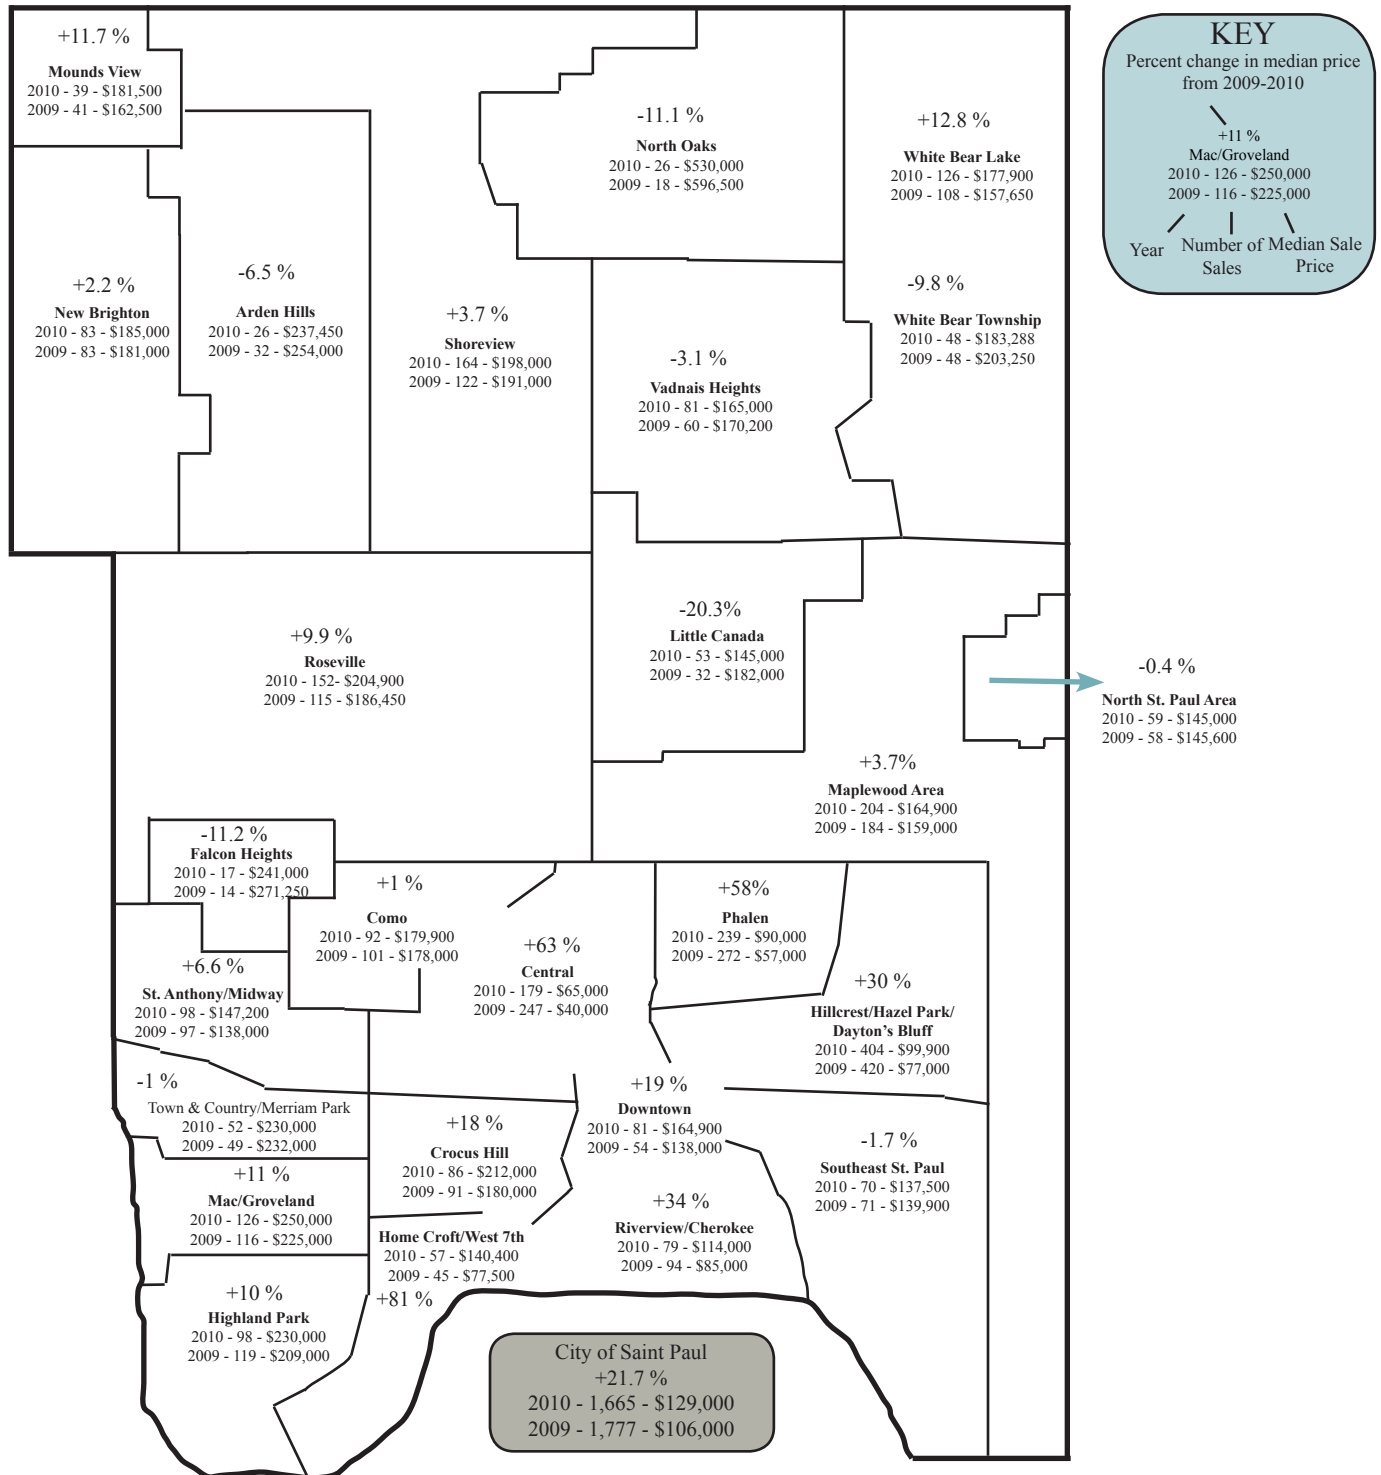 +11.7 %
Mounds View
2010 - 39 - $181,500
2009 - 41 - $162,500
-11.1 %
North Oaks
2010 - 26 - $530,000
2009 - 18 - $596,500
+12.8 %
White Bear Lake
2010 - 126 - $177,900
2009 - 108 - $157,650
KEY
Percent change in median price
from 2009-2010
+11 %
Mac/Groveland
2010 - 126 - $250,000
2009 - 116 - $225,000
Year
Number of
Sales
Median Sale
Price
+2.2 %
New Brighton
2010 - 83 - $185,000
2009 - 83 - $181,000
-6.5 %
Arden Hills
2010 - 26 - $237,450
2009 - 32 - $254,000
+3.7 %
Shoreview
2010 - 164 - $198,000
2009 - 122 - $191,000
-3.1 %
Vadnais Heights
2010 - 81 - $165,000
2009 - 60 - $170,200
-9.8 %
White Bear Township
2010 - 48 - $183,288
2009 - 48 - $203,250
+9.9 %
Roseville
2010 - 152- $204,900
2009 - 115 - $186,450
-20.3%
Little Canada
2010 - 53 - $145,000
2009 - 32 - $182,000
-0.4 %
North St. Paul Area
2010 - 59 - $145,000
2009 - 58 - $145,600
+3.7%
Maplewood Area
2010 - 204 - $164,900
2009 - 184 - $159,000
-11.2 %
Falcon Heights
2010 - 17 - $241,000
2009 - 14 - $271,250
+1 %
Como
2010 - 92 - $179,900
2009 - 101 - $178,000
+63 %
Central
2010 - 179 - $65,000
2009 - 247 - $40,000
+58%
Phalen
2010 - 239 - $90,000
2009 - 272 - $57,000
+6.6 %
St. Anthony/Midway
2010 - 98 - $147,200
2009 - 97 - $138,000
+30 %
Hillcrest/Hazel Park/
Dayton’s Bluff
2010 - 404 - $99,900
2009 - 420 - $77,000
-1 %
Town & Country/Merriam Park
2010 - 52 - $230,000
2009 - 49 - $232,000
+18 %
Crocus Hill
2010 - 86 - $212,000
2009 - 91 - $180,000
+19 %
Downtown
2010 - 81 - $164,900
2009 - 54 - $138,000
-1.7 %
Southeast St. Paul
2010 - 70 - $137,500
2009 - 71 - $139,900
+11 %
Mac/Groveland
2010 - 126 - $250,000
2009 - 116 - $225,000
+34 %
Riverview/Cherokee
2010 - 79 - $114,000
2009 - 94 - $85,000
Home Croft/West 7th
2010 - 57 - $140,400
2009 - 45 - $77,500
+81 %
+10 %
Highland Park
2010 - 98 - $230,000
2009 - 119 - $209,000
City of Saint Paul
+21.7 %
2010 - 1,665 - $129,000
2009 - 1,777 - $106,000